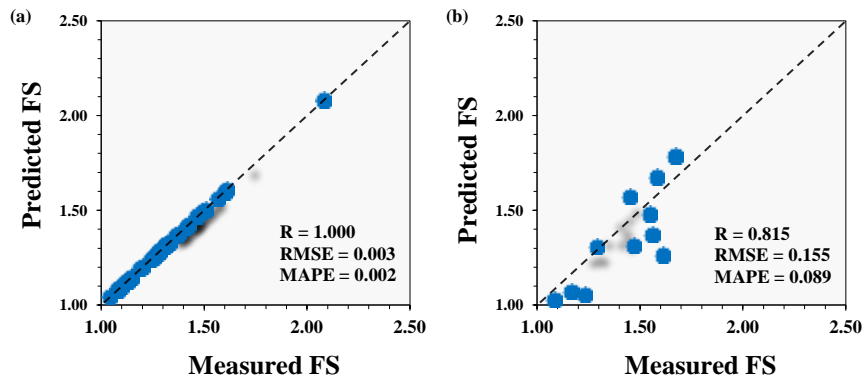 (a)
2.50
2.00
1.50
1.00
Predicted FS
R = 1.000
RMSE = 0.003
MAPE = 0.002
1.00 1.50 2.00 2.50
Measured FS
(b)
2.50
2.00
1.50
1.00
Predicted FS
R = 0.815
RMSE = 0.155
MAPE = 0.089
1.00 1.50 2.00 2.50
Measured FS